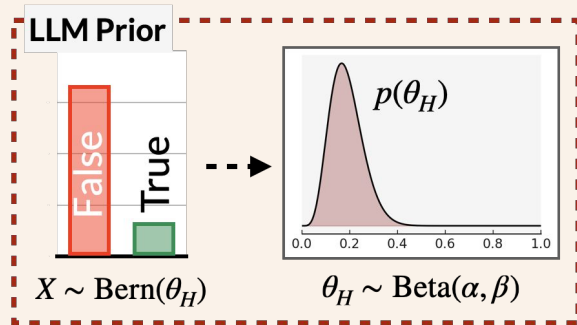 LLM Prior
False
True
p(θ_H)
0.0 0.2 0.4 0.6 0.8 1.0
X ~ Bern(θ_H)
θ_H ~ Beta(α, β)